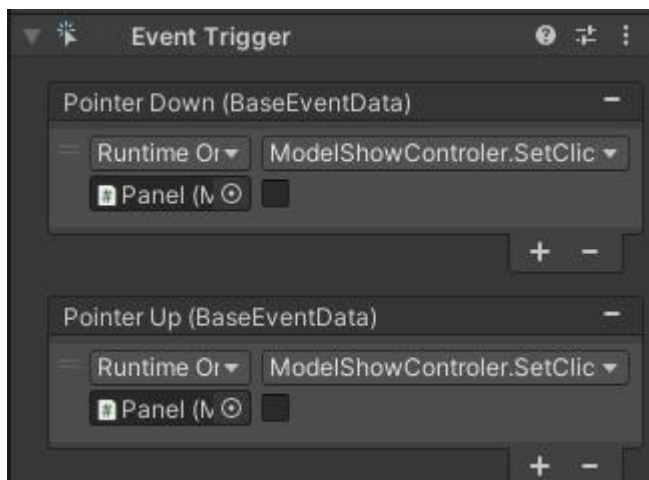 Event Trigger
Pointer Down (BaseEventData)
Runtime Or ModelShowControler.SetClic
Panel (M
Pointer Up (BaseEventData)
Runtime Or ModelShowControler.SetClic
Panel (M